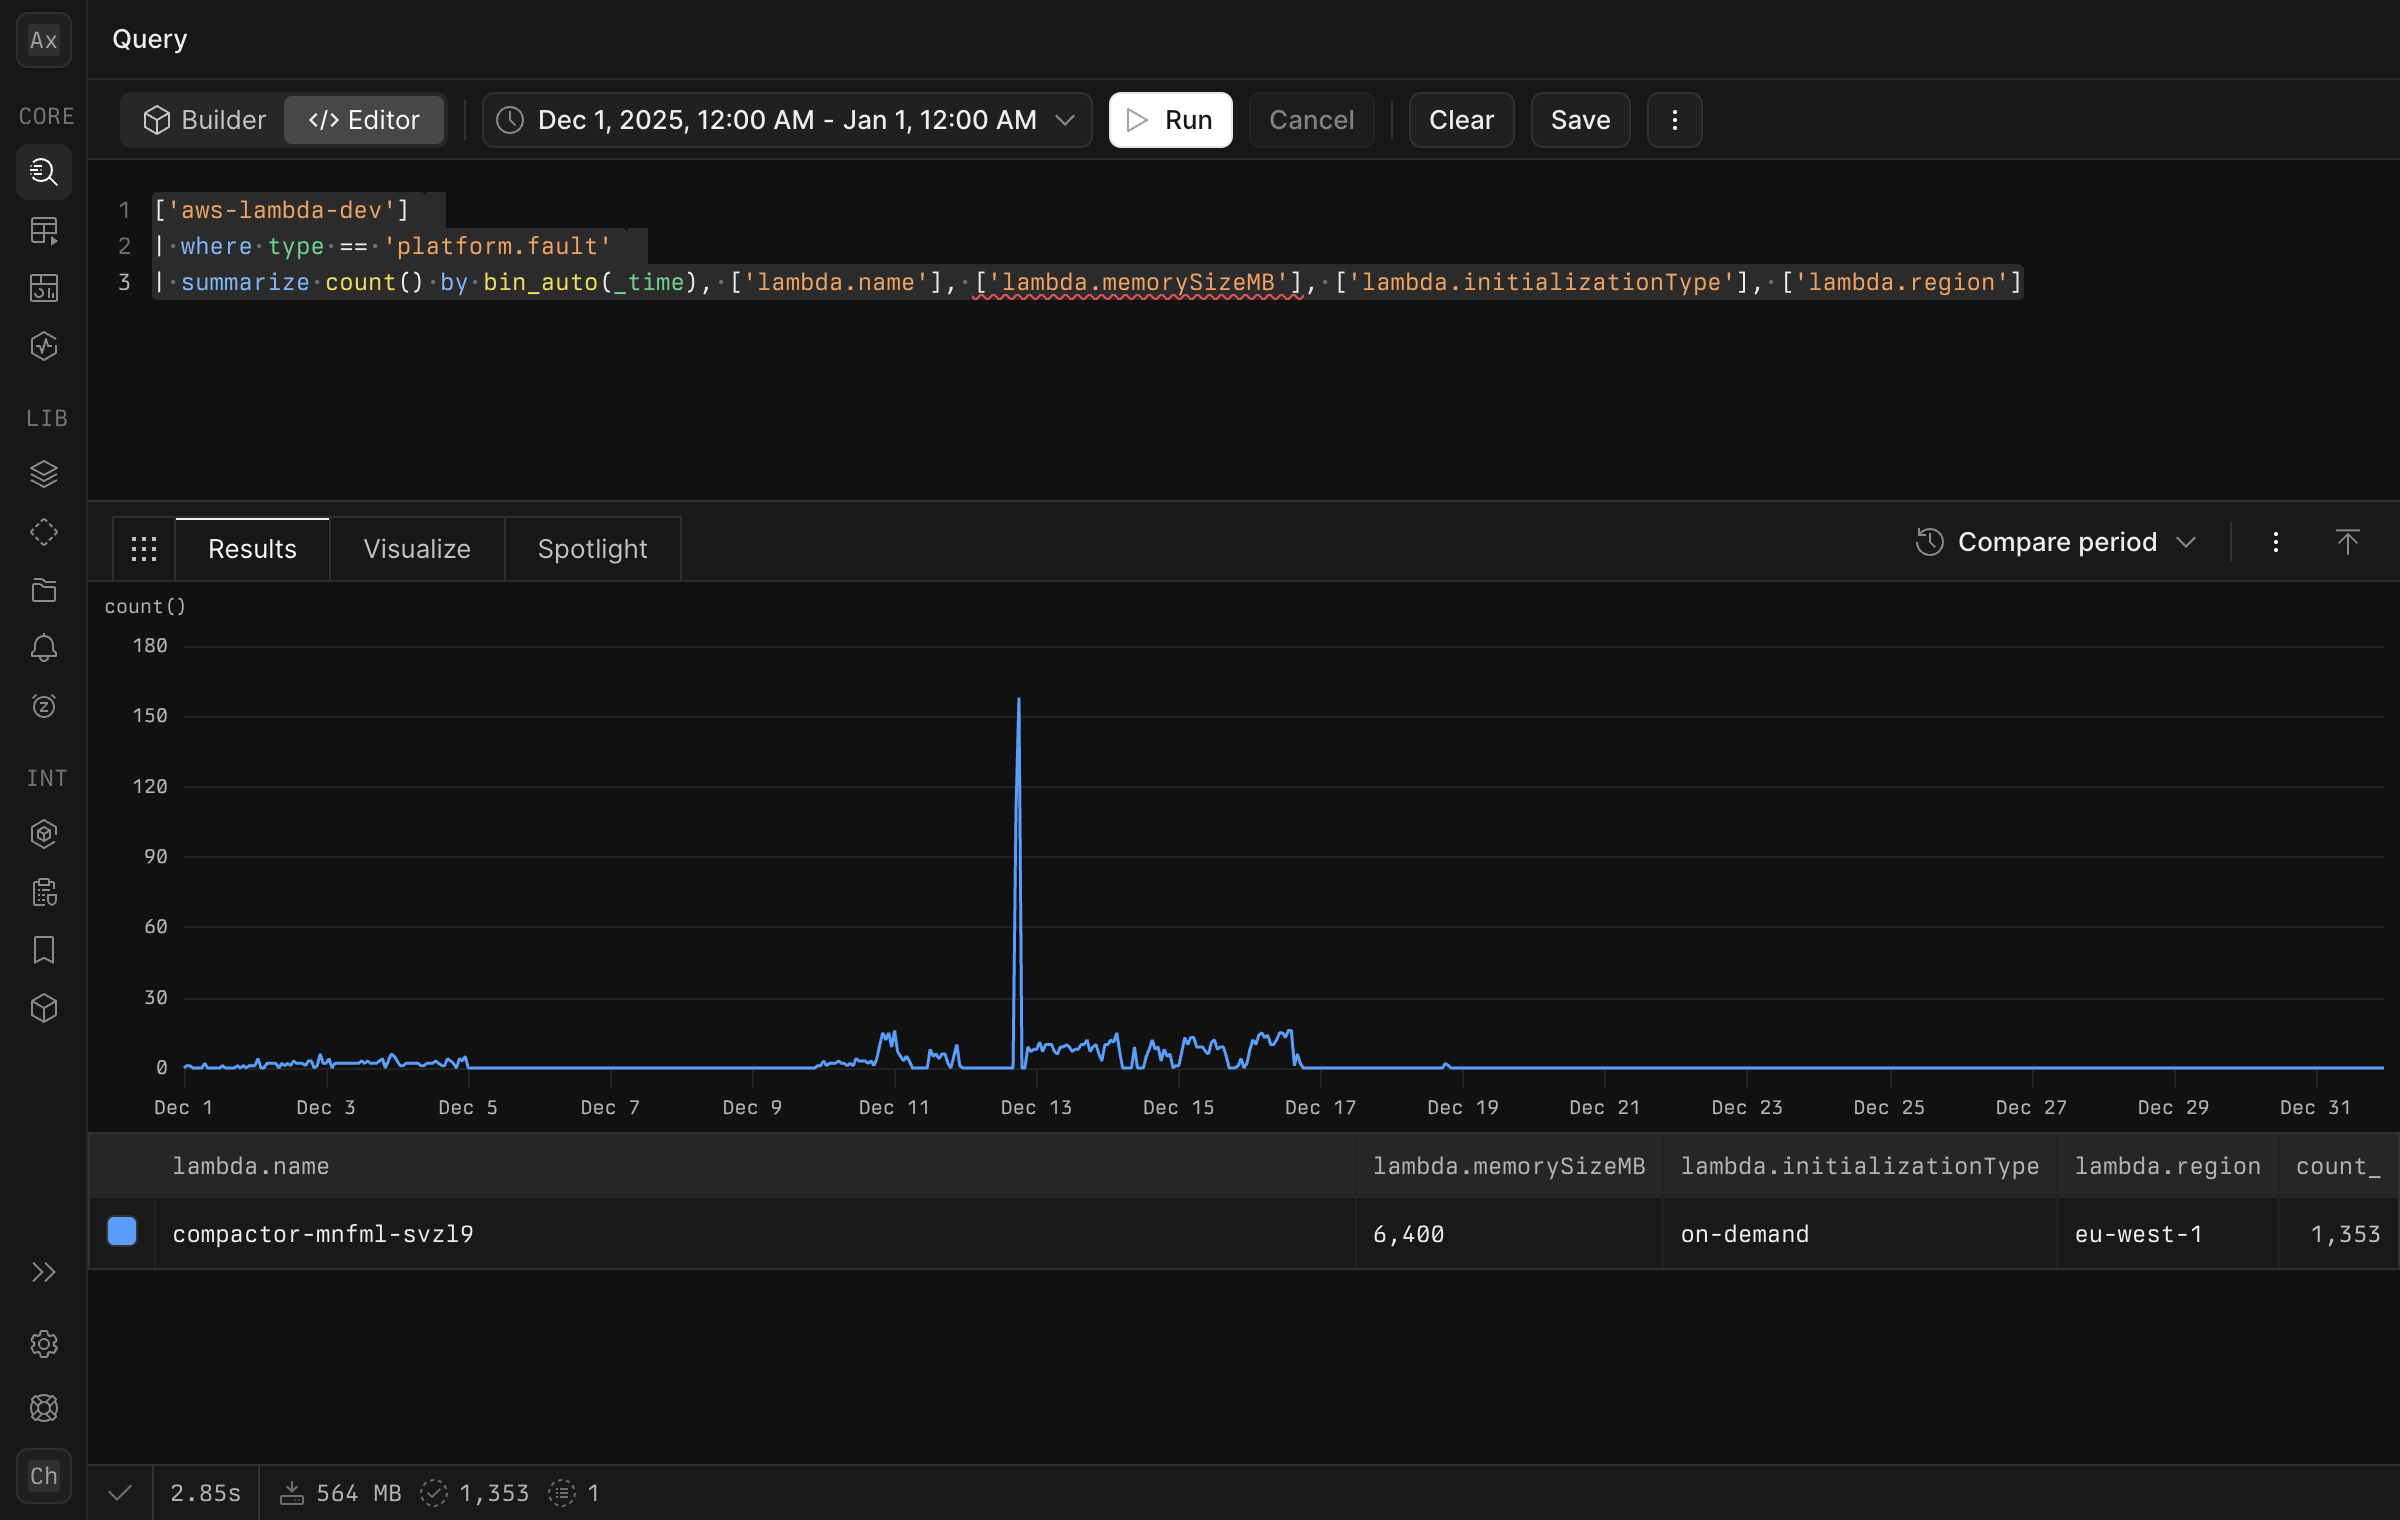 Ax
Query
CORE
Builder
</> Editor
Dec 1, 2025, 12:00 AM - Jan 1, 12:00 AM
Run
Cancel
Clear
Save
1 ['aws-lambda-dev']
2 | where type == 'platform.fault'
3 | summarize count() by bin_auto(_time), ['lambda.name'], ['lambda.memorySizeMB'], ['lambda.initializationType'], ['lambda.region']
LIB
INT
Results
Visualize
Spotlight
Compare period
count()
180
150
120
90
60
30
0
Dec 1 Dec 3 Dec 5 Dec 7 Dec 9 Dec 11 Dec 13 Dec 15 Dec 17 Dec 19 Dec 21 Dec 23 Dec 25 Dec 27 Dec 29 Dec 31
lambda.name lambda.memorySizeMB lambda.initializationType lambda.region count_
compactor-mnfml-svzl9 6,400 on-demand eu-west-1 1,353
Ch
2.85s 564 MB 1,353 1